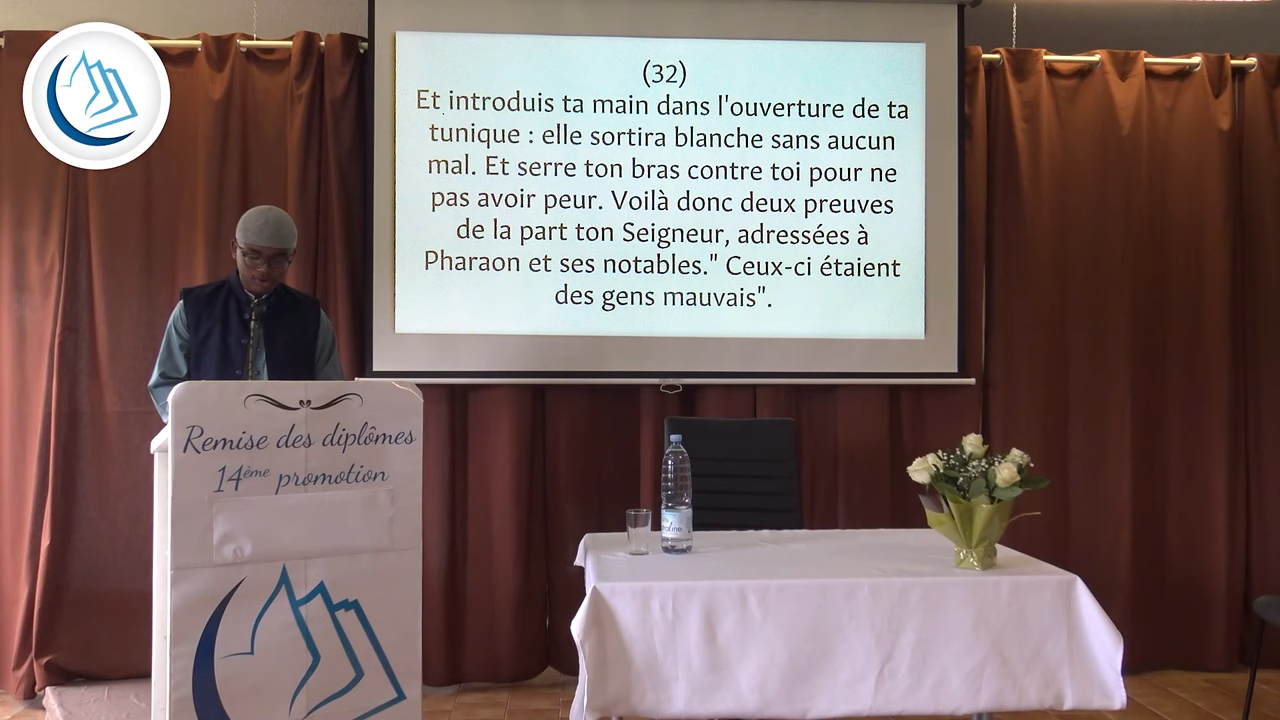 (32)
Et introduis ta main dans l'ouverture de ta
tunique : elle sortira blanche sans aucun
mal. Et serre ton bras contre toi pour ne
pas avoir peur. Voilà donc deux preuves
de la part ton Seigneur, adressées à
Pharaon et ses notables." Ceux-ci étaient
des gens mauvais".
Remise des diplômes
14ème promotion